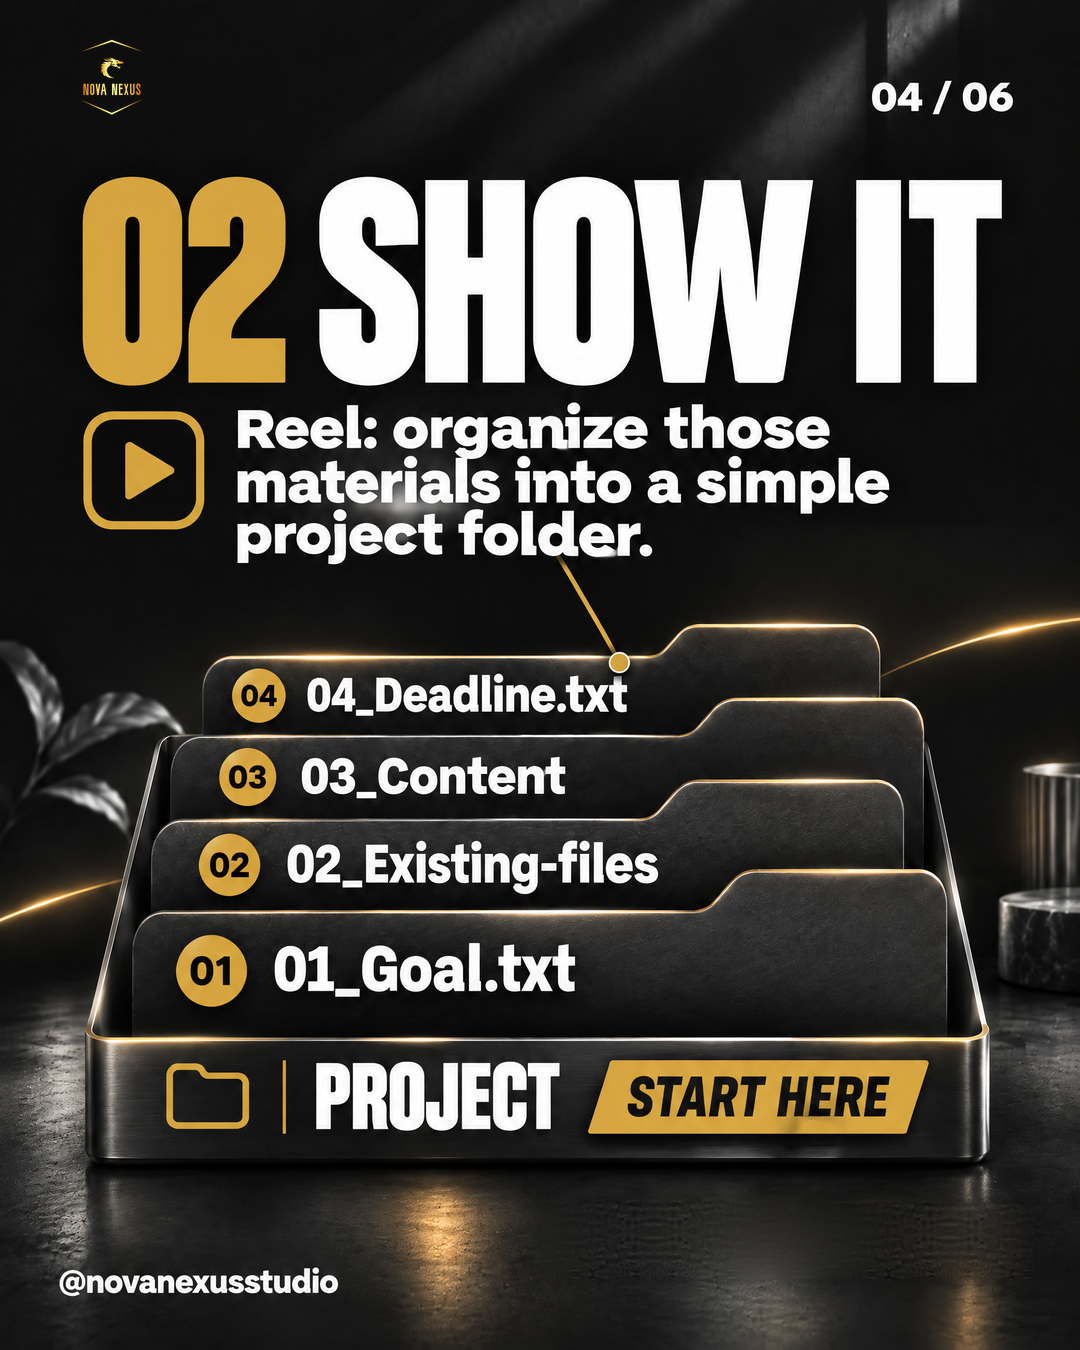 NOVA NEXUS
04 / 06
02 SHOW IT
Reel: organize those
materials into a simple
project folder.
04 04_Deadline.txt
03 03_Content
02 02_Existing-files
01 01_Goal.txt
PROJECT START HERE
@novanexusstudio